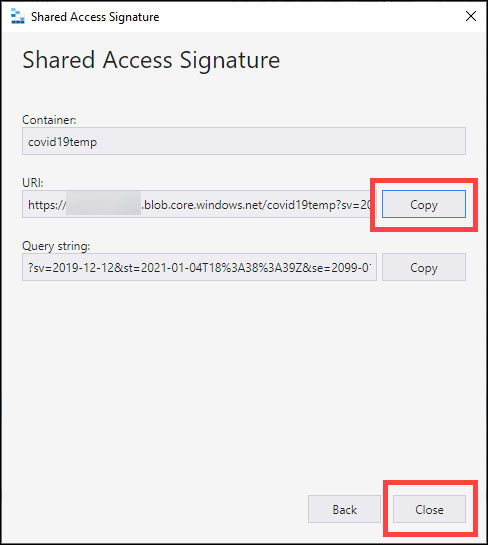 Shared Access Signature
Shared Access Signature
Container:
covid19temp
URI:
https:// .blob.core.windows.net/covid19temp?sv=20 Copy
Query string:
?sv=2019-12-12&st=2021-01-04T18%3A38%3A39Z&se=2099-0 Copy
Back Close